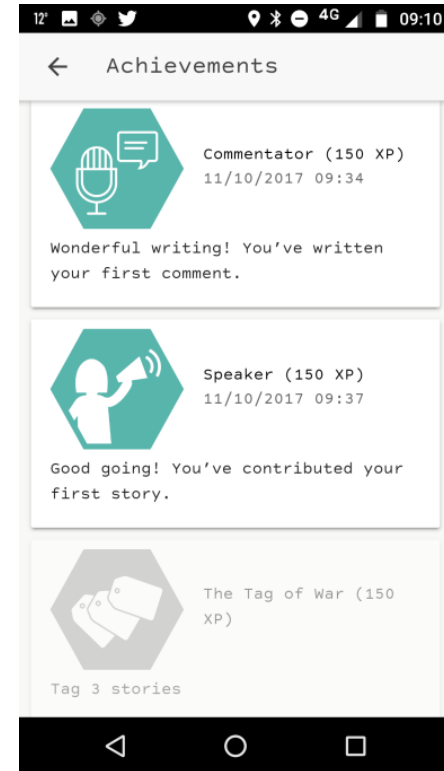 12° 4G 09:10
Achievements
Commentator (150 XP)
11/10/2017 09:34
Wonderful writing! You've written
your first comment.
Speaker (150 XP)
11/10/2017 09:37
Good going! You've contributed your
first story.
The Tag of War (150
XP)
Tag 3 stories